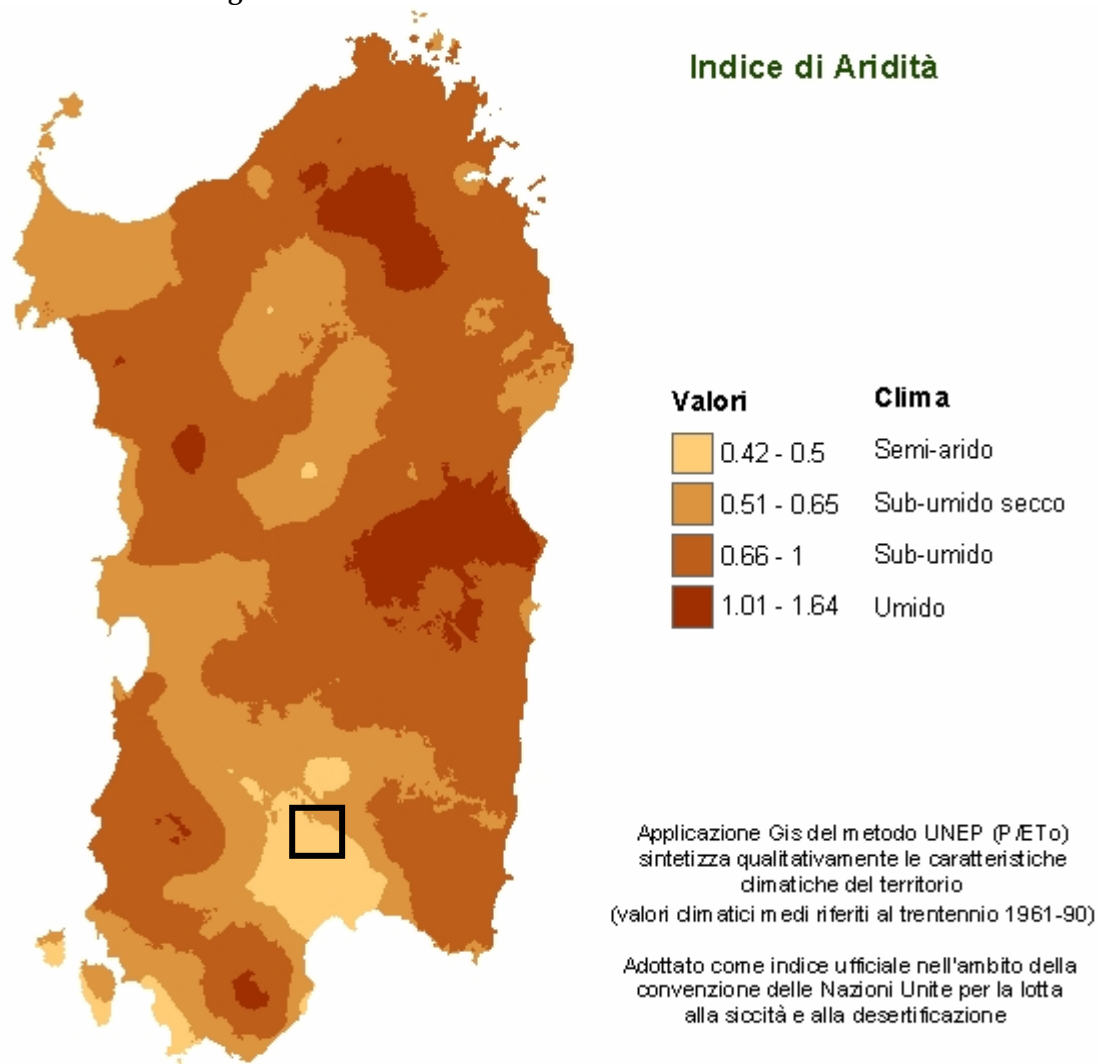 Indice di Aridità
Valori Clima
0.42 - 0.5 Semi-arido
0.51 - 0.65 Sub-umido secco
0.66 - 1 Sub-umido
1.01 - 1.64 Umido
Applicazione Gis del metodo UNEP (P/ETo)
sintetizza qualitativamente le caratteristiche
climatiche del territorio
(valori climatici medi riferiti al trentennio 1961-90)
Adottato come indice ufficiale nell'ambito della
convenzione delle Nazioni Unite per la lotta
alla siccità e alla desertificazione